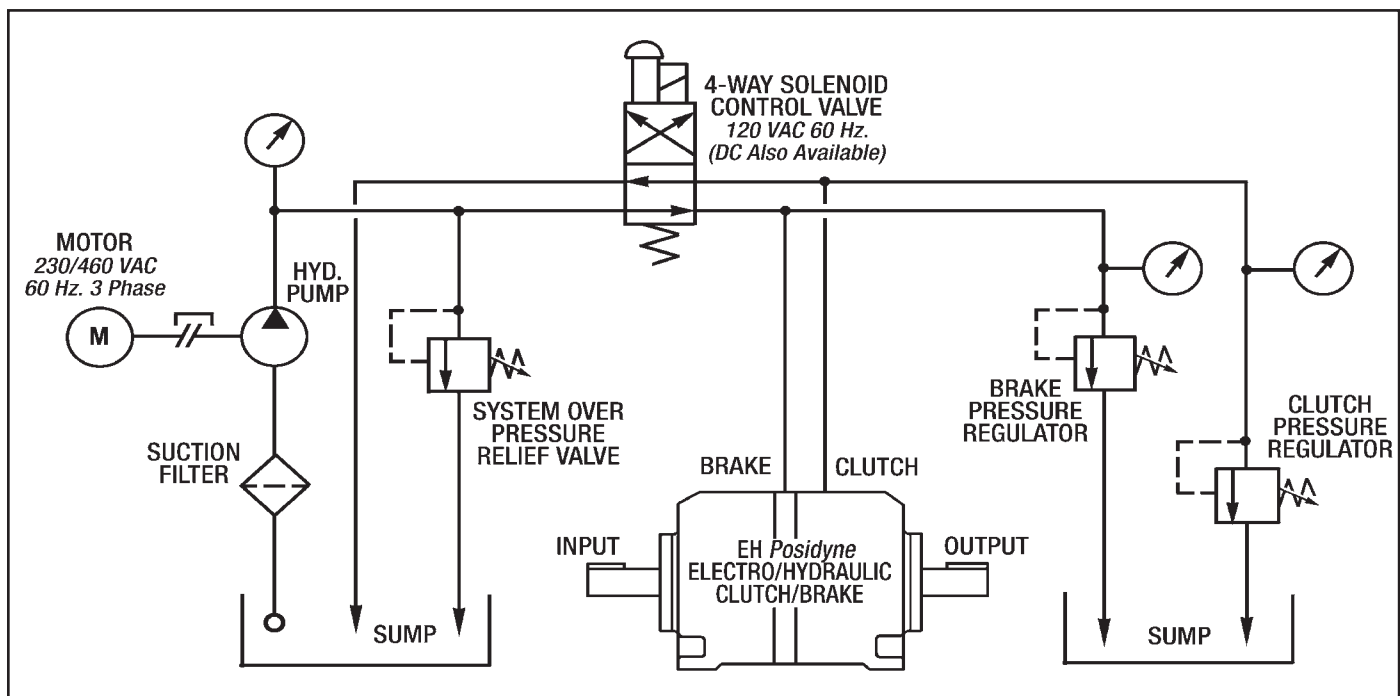 4-WAY SOLENOID
CONTROL VALVE
120 VAC 60 Hz.
(DC Also Available)
MOTOR
230/460 VAC
60 Hz. 3 Phase
HYD.
PUMP
M
SUCTION
FILTER
SYSTEM OVER
PRESSURE
RELIEF VALVE
BRAKE
PRESSURE
REGULATOR
CLUTCH
PRESSURE
REGULATOR
BRAKE
CLUTCH
INPUT
EH Posidyne
ELECTRO/HYDRAULIC
CLUTCH/BRAKE
OUTPUT
SUMP
SUMP